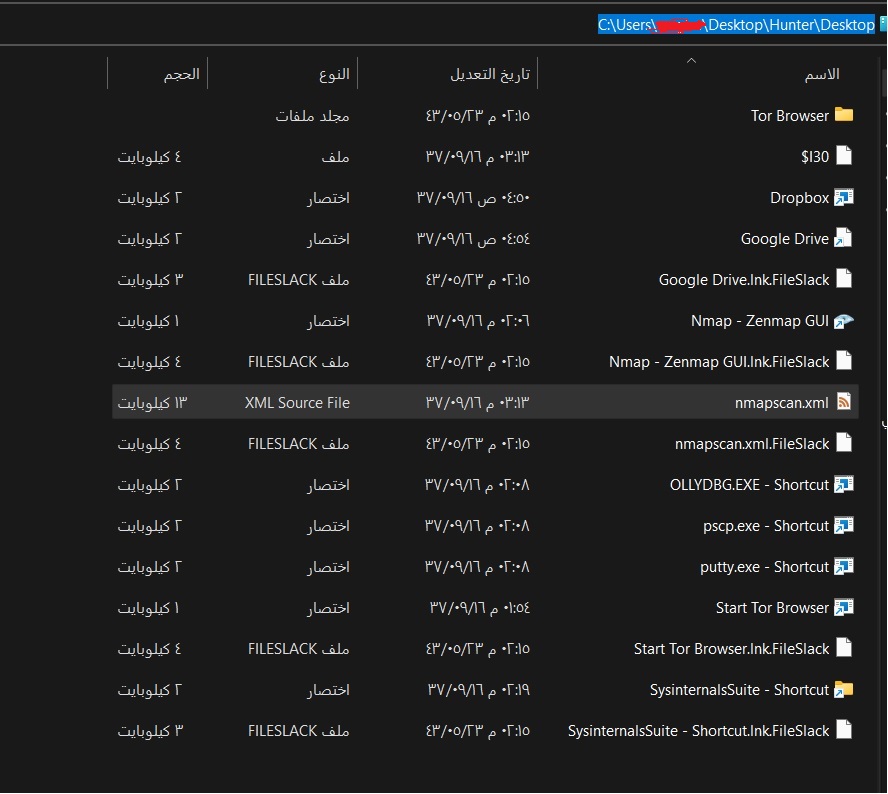 C:\Users\ \Desktop\Hunter\Desktop
الاسم تاريخ التعديل النوع الحجم
Tor Browser ٠٢:١٥ م ٤٣/٠٥/٢٣ مجلد ملفات
$I30 ٠٣:١٣ م ٣٧/٠٩/١٦ ملف ٤ كيلوبايت
Dropbox ٠٤:٥٠ ص ٣٧/٠٩/١٦ اختصار ٢ كيلوبايت
Google Drive ٠٤:٥٤ ص ٣٧/٠٩/١٦ اختصار ٢ كيلوبايت
Google Drive.lnk.FileSlack ٠٢:١٥ م ٤٣/٠٥/٢٣ ملف FILESLACK ٣ كيلوبايت
Nmap - Zenmap GUI ٠٢:٠٦ م ٣٧/٠٩/١٦ اختصار ١ كيلوبايت
Nmap - Zenmap GUI.lnk.FileSlack ٠٢:١٥ م ٤٣/٠٥/٢٣ ملف FILESLACK ٤ كيلوبايت
nmapscan.xml ٠٣:١٣ م ٣٧/٠٩/١٦ XML Source File ١٣ كيلوبايت
nmapscan.xml.FileSlack ٠٢:١٥ م ٤٣/٠٥/٢٣ ملف FILESLACK ٤ كيلوبايت
OLLYDBG.EXE - Shortcut ٠٢:٠٨ م ٣٧/٠٩/١٦ اختصار ٢ كيلوبايت
pscp.exe - Shortcut ٠٢:٠٨ م ٣٧/٠٩/١٦ اختصار ٢ كيلوبايت
putty.exe - Shortcut ٠٢:٠٨ م ٣٧/٠٩/١٦ اختصار ٢ كيلوبايت
Start Tor Browser ٠١:٥٤ م ٣٧/٠٩/١٦ اختصار ١ كيلوبايت
Start Tor Browser.lnk.FileSlack ٠٢:١٥ م ٤٣/٠٥/٢٣ ملف FILESLACK ٤ كيلوبايت
SysinternalsSuite - Shortcut ٠٢:١٩ م ٣٧/٠٩/١٦ اختصار ٢ كيلوبايت
SysinternalsSuite - Shortcut.lnk.FileSlack ٠٢:١٥ م ٤٣/٠٥/٢٣ ملف FILESLACK ٣ كيلوبايت